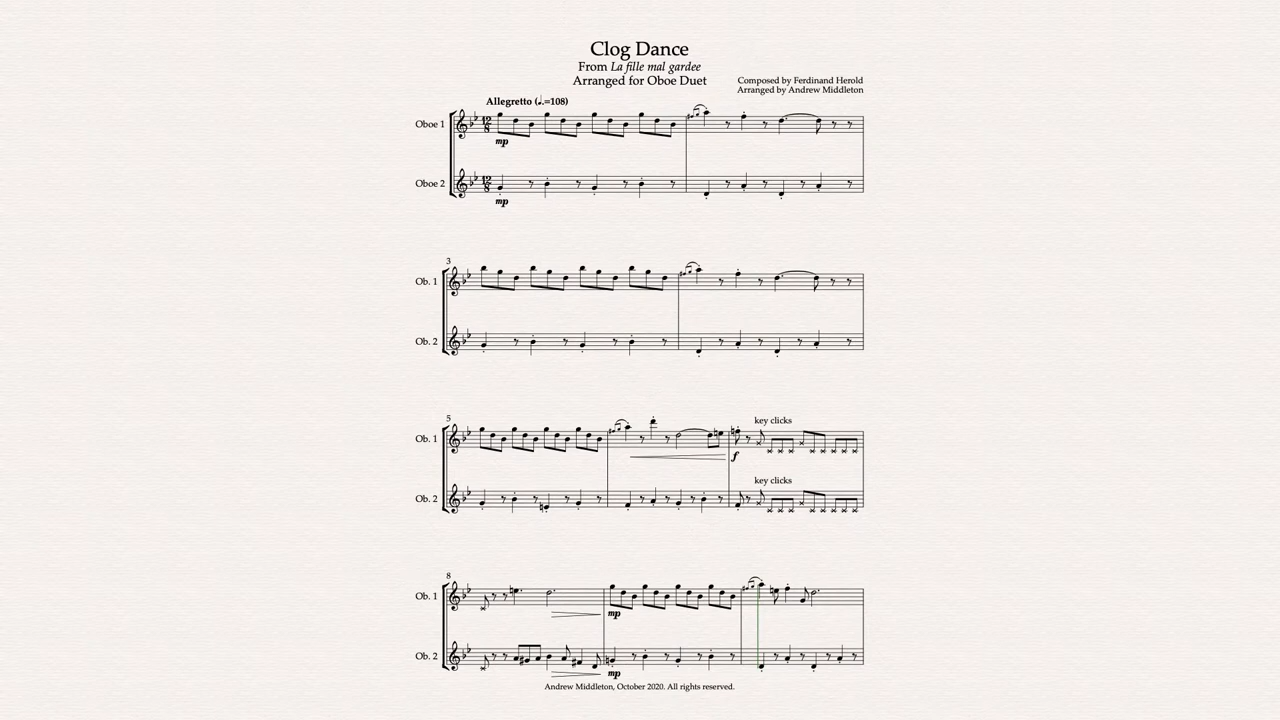 Clog Dance
From La fille mal gardee
Arranged for Oboe Duet
Composed by Ferdinand Herold
Arranged by Andrew Middleton
Allegretto (♩.=108)
Oboe 1
12
8
mp
Oboe 2
12
8
mp
3
Ob. 1
Ob. 2
5
Ob. 1
key clicks
f
Ob. 2
key clicks
8
Ob. 1
mp
Ob. 2
mp
Andrew Middleton, October 2020. All rights reserved.